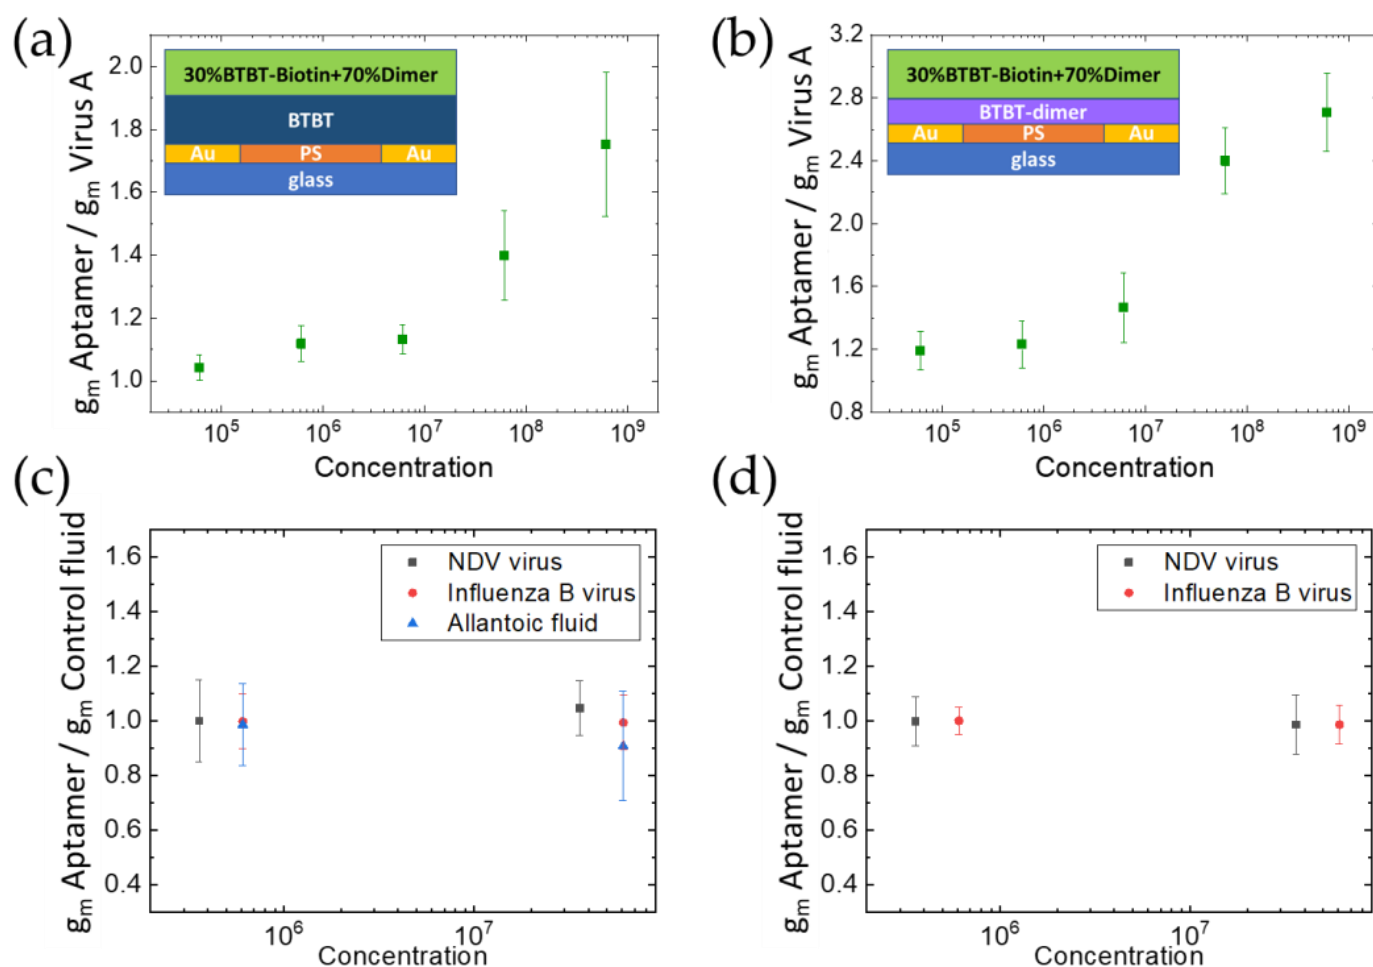 (a)
g_m Aptamer / g_m Virus A
2.0
1.8
1.6
1.4
1.2
1.0
30%BTBT-Biotin+70%Dimer
BTBT
Au PS Au
glass
10^5 10^6 10^7 10^8 10^9
Concentration
(b)
g_m Aptamer / g_m Virus A
3.2
2.8
2.4
2.0
1.6
1.2
0.8
30%BTBT-Biotin+70%Dimer
BTBT-dimer
Au PS Au
glass
10^5 10^6 10^7 10^8 10^9
Concentration
(c)
g_m Aptamer / g_m Control fluid
1.6
1.4
1.2
1.0
0.8
0.6
0.4
NDV virus
Influenza B virus
Allantoic fluid
10^6 10^7
Concentration
(d)
g_m Aptamer / g_m Control fluid
1.6
1.4
1.2
1.0
0.8
0.6
0.4
NDV virus
Influenza B virus
10^6 10^7
Concentration